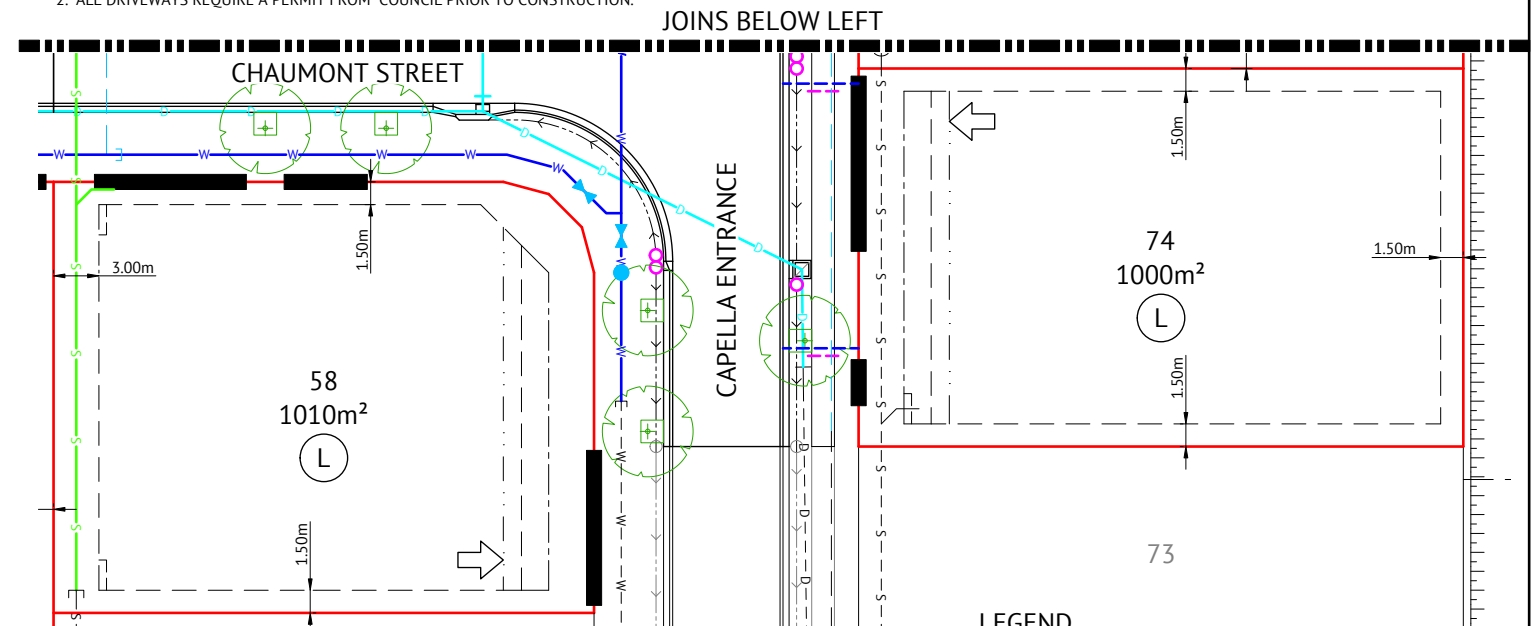 2. ALL DRIVEWAYS REQUIRE A PERMIT FROM COUNCIL PRIOR TO CONSTRUCTION.
JOINS BELOW LEFT
CHAUMONT STREET
CAPELLA ENTRANCE
1.50m
3.00m
58
1010m²
L
1.50m
1.50m
74
1000m²
L
1.50m
1.50m
73
LEGEND
S
S
S
S
S
W
W
W
W
W
W
W
W
W
W
W
W
D
D
D
D
D
D
D
D
D
D
D
S
S
S
S
S
S
S